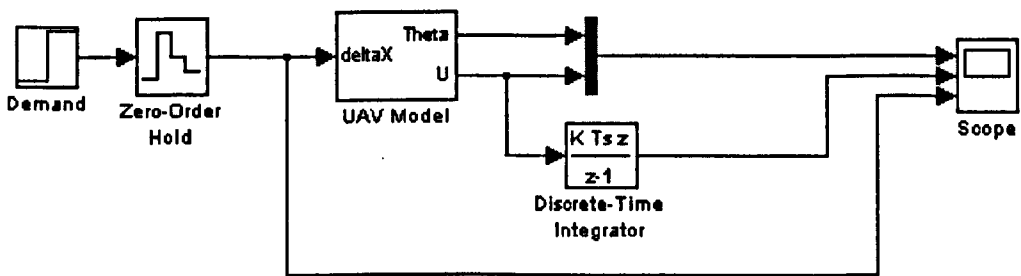 Demand
Zero-Order
Hold
deltaX
Theta
U
UAV Model
K Ts z
z-1
Discrete-Time
Integrator
Scope